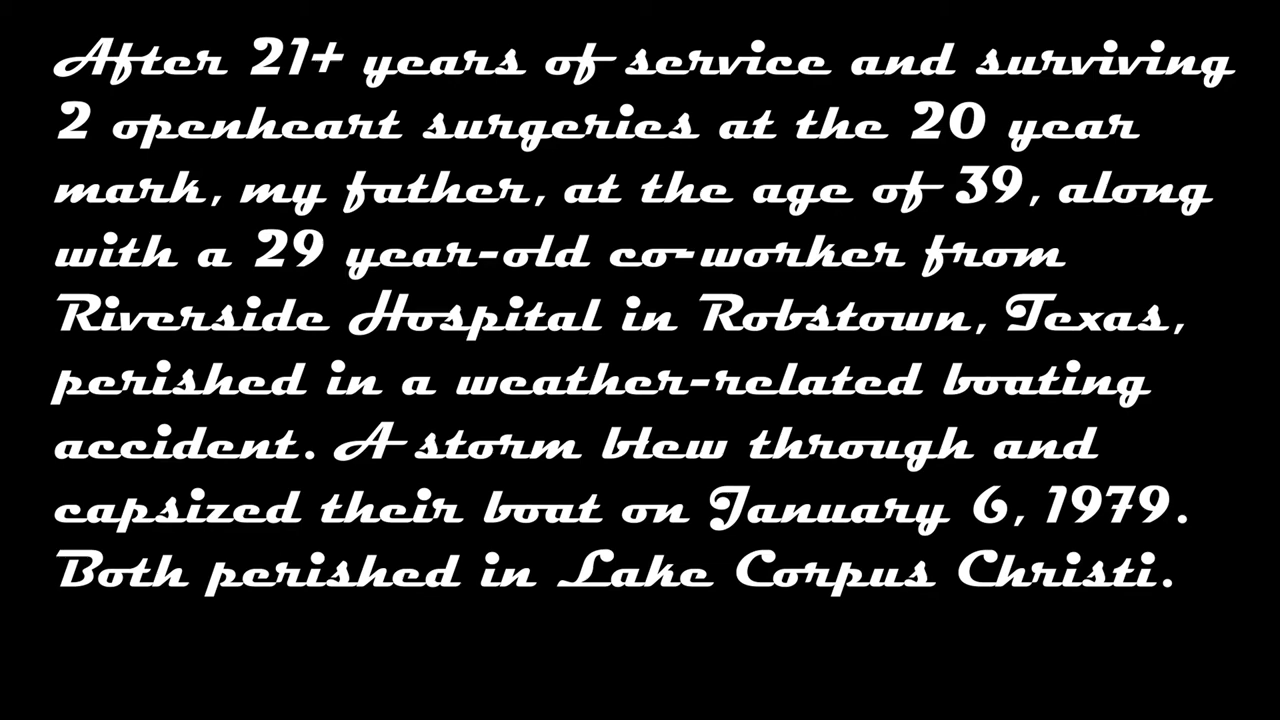 After 21+ years of service and surviving
2 openheart surgeries at the 20 year
mark, my father, at the age of 39, along
with a 29 year-old co-worker from
Riverside Hospital in Robstown, Texas,
perished in a weather-related boating
accident. A storm blew through and
capsized their boat on January 6, 1979.
Both perished in Lake Corpus Christi.